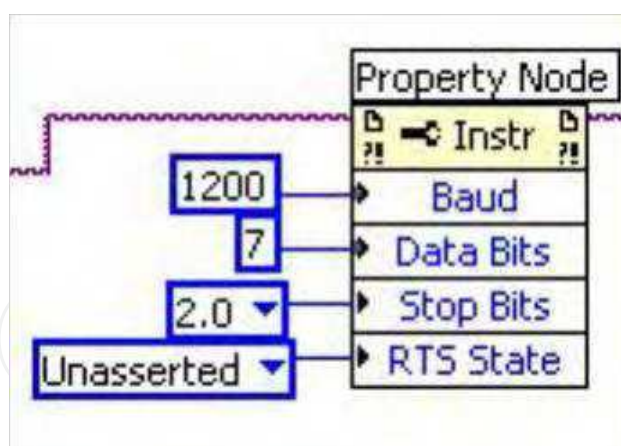 Property Node
Instr
1200 Baud
7 Data Bits
2.0 Stop Bits
Unasserted RTS State